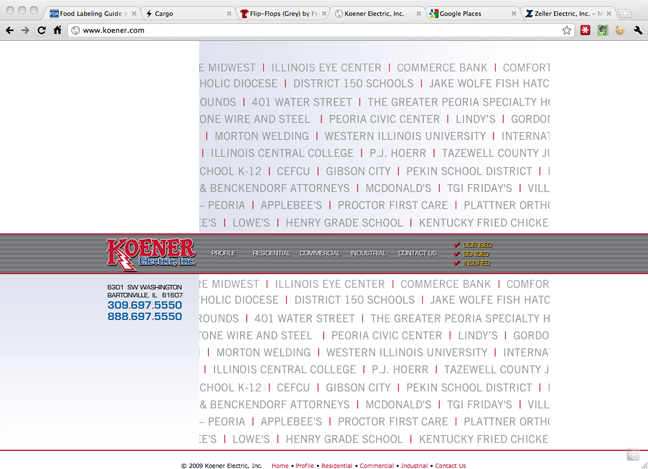 Food Labeling Guide >
Cargo
Flip-Flops (Grey) by Fe
Koener Electric, Inc.
Google Places
Zeller Electric, Inc. – M
www.koener.com
E MIDWEST | ILLINOIS EYE CENTER | COMMERCE BANK | COMFORT
HOLIC DIOCESE | DISTRICT 150 SCHOOLS | JAKE WOLFE FISH HATC
ROUNDS | 401 WATER STREET | THE GREATER PEORIA SPECIALTY HO
ONE WIRE AND STEEL | PEORIA CIVIC CENTER | LINDY'S | GORDON
| MORTON WELDING | WESTERN ILLINOIS UNIVERSITY | INTERNAT
| ILLINOIS CENTRAL COLLEGE | P.J. HOERR | TAZEWELL COUNTY JU
SCHOOL K-12 | CEFCU | GIBSON CITY | PEKIN SCHOOL DISTRICT |
& BENCKENDORF ATTORNEYS | MCDONALD'S | TGI FRIDAY'S | VILL
– PEORIA | APPLEBEE'S | PROCTOR FIRST CARE | PLATTNER ORTHO
EE'S | LOWE'S | HENRY GRADE SCHOOL | KENTUCKY FRIED CHICKE
KOENER
Electric, Inc.
PROFILE RESIDENTIAL COMMERCIAL INDUSTRIAL CONTACT US
LICENSED
BONDED
INSURED
6301 SW WASHINGTON
BARTONVILLE, IL 61607
309.697.5550
888.697.5550
E MIDWEST | ILLINOIS EYE CENTER | COMMERCE BANK | COMFOR
HOLIC DIOCESE | DISTRICT 150 SCHOOLS | JAKE WOLFE FISH HATC
ROUNDS | 401 WATER STREET | THE GREATER PEORIA SPECIALTY H
TONE WIRE AND STEEL | PEORIA CIVIC CENTER | LINDY'S | GORDO
| MORTON WELDING | WESTERN ILLINOIS UNIVERSITY | INTERNA
| ILLINOIS CENTRAL COLLEGE | P.J. HOERR | TAZEWELL COUNTY J
SCHOOL K-12 | CEFCU | GIBSON CITY | PEKIN SCHOOL DISTRICT |
& BENCKENDORF ATTORNEYS | MCDONALD'S | TGI FRIDAY'S | VILL
– PEORIA | APPLEBEE'S | PROCTOR FIRST CARE | PLATTNER ORTH
EE'S | LOWE'S | HENRY GRADE SCHOOL | KENTUCKY FRIED CHICKE
© 2009 Koener Electric, Inc. Home • Profile • Residential • Commercial • Industrial • Contact Us